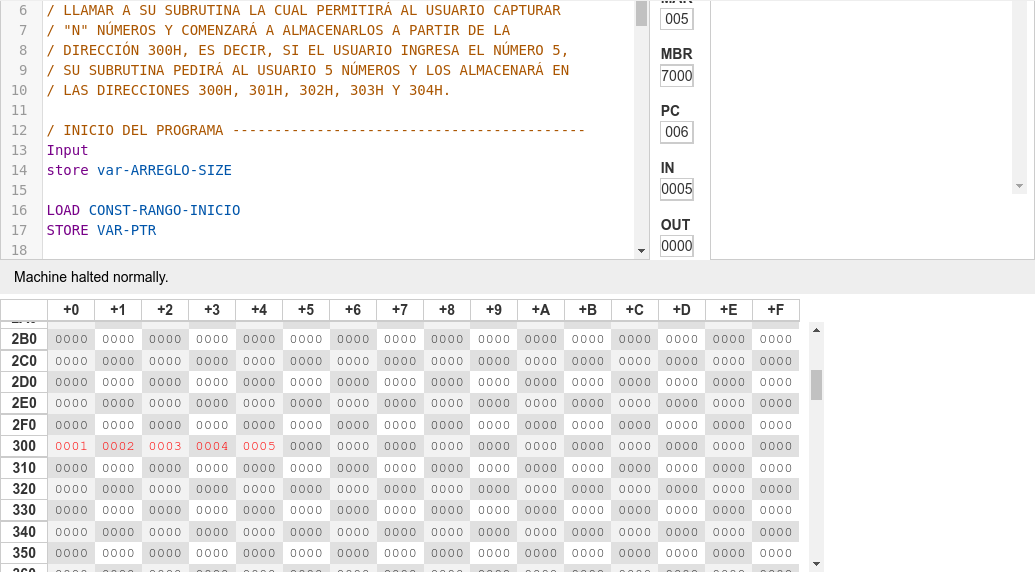 6 / LLAMAR A SU SUBRUTINA LA CUAL PERMITIRÁ AL USUARIO CAPTURAR
7 / "N" NÚMEROS Y COMENZARÁ A ALMACENARLOS A PARTIR DE LA
8 / DIRECCIÓN 300H, ES DECIR, SI EL USUARIO INGRESA EL NÚMERO 5,
9 / SU SUBRUTINA PEDIRÁ AL USUARIO 5 NÚMEROS Y LOS ALMACENARÁ EN
10 / LAS DIRECCIONES 300H, 301H, 302H, 303H Y 304H.
11
12 / INICIO DEL PROGRAMA ------------------------------------------
13 Input
14 store var-ARREGLO-SIZE
15
16 LOAD CONST-RANGO-INICIO
17 STORE VAR-PTR
18
005
MBR
7000
PC
006
IN
0005
OUT
0000
Machine halted normally.
+0 +1 +2 +3 +4 +5 +6 +7 +8 +9 +A +B +C +D +E +F
2B0 0000 0000 0000 0000 0000 0000 0000 0000 0000 0000 0000 0000 0000 0000 0000 0000
2C0 0000 0000 0000 0000 0000 0000 0000 0000 0000 0000 0000 0000 0000 0000 0000 0000
2D0 0000 0000 0000 0000 0000 0000 0000 0000 0000 0000 0000 0000 0000 0000 0000 0000
2E0 0000 0000 0000 0000 0000 0000 0000 0000 0000 0000 0000 0000 0000 0000 0000 0000
2F0 0000 0000 0000 0000 0000 0000 0000 0000 0000 0000 0000 0000 0000 0000 0000 0000
300 0001 0002 0003 0004 0005 0000 0000 0000 0000 0000 0000 0000 0000 0000 0000 0000
310 0000 0000 0000 0000 0000 0000 0000 0000 0000 0000 0000 0000 0000 0000 0000 0000
320 0000 0000 0000 0000 0000 0000 0000 0000 0000 0000 0000 0000 0000 0000 0000 0000
330 0000 0000 0000 0000 0000 0000 0000 0000 0000 0000 0000 0000 0000 0000 0000 0000
340 0000 0000 0000 0000 0000 0000 0000 0000 0000 0000 0000 0000 0000 0000 0000 0000
350 0000 0000 0000 0000 0000 0000 0000 0000 0000 0000 0000 0000 0000 0000 0000 0000